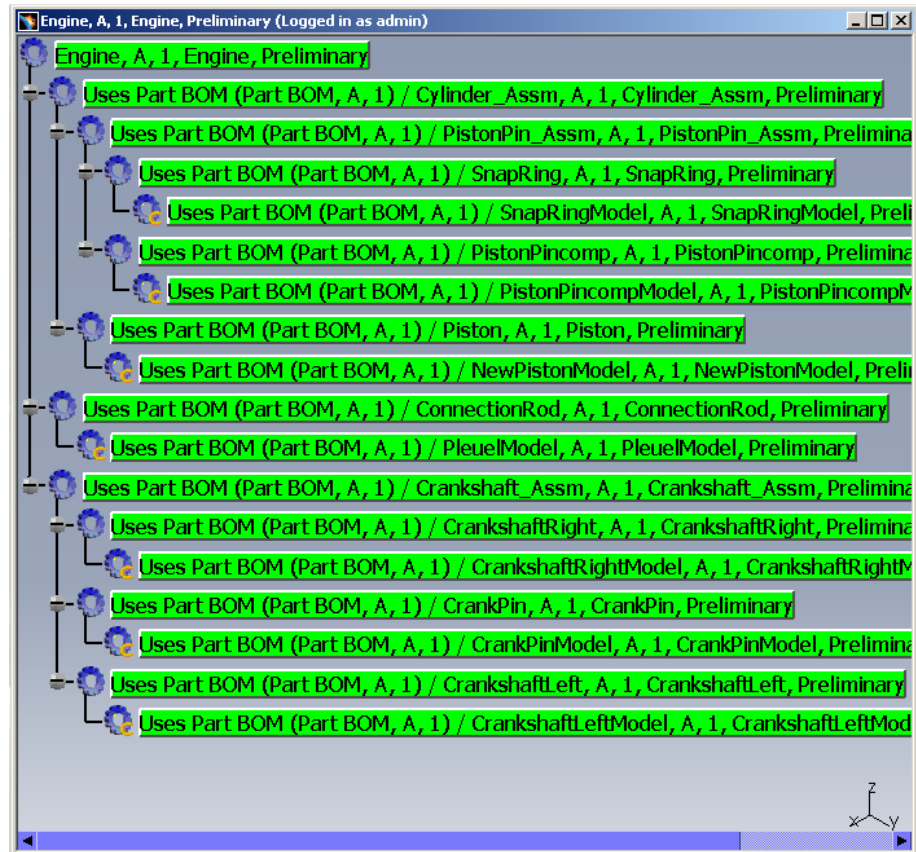 Engine, A, 1, Engine, Preliminary (Logged in as admin)
Engine, A, 1, Engine, Preliminary
Uses Part BOM (Part BOM, A, 1) / Cylinder_Assm, A, 1, Cylinder_Assm, Preliminary
Uses Part BOM (Part BOM, A, 1) / PistonPin_Assm, A, 1, PistonPin_Assm, Prelimina
Uses Part BOM (Part BOM, A, 1) / SnapRing, A, 1, SnapRing, Preliminary
Uses Part BOM (Part BOM, A, 1) / SnapRingModel, A, 1, SnapRingModel, Preli
Uses Part BOM (Part BOM, A, 1) / PistonPincomp, A, 1, PistonPincomp, Prelimina
Uses Part BOM (Part BOM, A, 1) / PistonPincompModel, A, 1, PistonPincompM
Uses Part BOM (Part BOM, A, 1) / Piston, A, 1, Piston, Preliminary
Uses Part BOM (Part BOM, A, 1) / NewPistonModel, A, 1, NewPistonModel, Preli
Uses Part BOM (Part BOM, A, 1) / ConnectionRod, A, 1, ConnectionRod, Preliminary
Uses Part BOM (Part BOM, A, 1) / PleuelModel, A, 1, PleuelModel, Preliminary
Uses Part BOM (Part BOM, A, 1) / Crankshaft_Assm, A, 1, Crankshaft_Assm, Prelimina
Uses Part BOM (Part BOM, A, 1) / CrankshaftRight, A, 1, CrankshaftRight, Prelimina
Uses Part BOM (Part BOM, A, 1) / CrankshaftRightModel, A, 1, CrankshaftRightM
Uses Part BOM (Part BOM, A, 1) / CrankPin, A, 1, CrankPin, Preliminary
Uses Part BOM (Part BOM, A, 1) / CrankPinModel, A, 1, CrankPinModel, Prelimina
Uses Part BOM (Part BOM, A, 1) / CrankshaftLeft, A, 1, CrankshaftLeft, Preliminary
Uses Part BOM (Part BOM, A, 1) / CrankshaftLeftModel, A, 1, CrankshaftLeftMod
z
x y